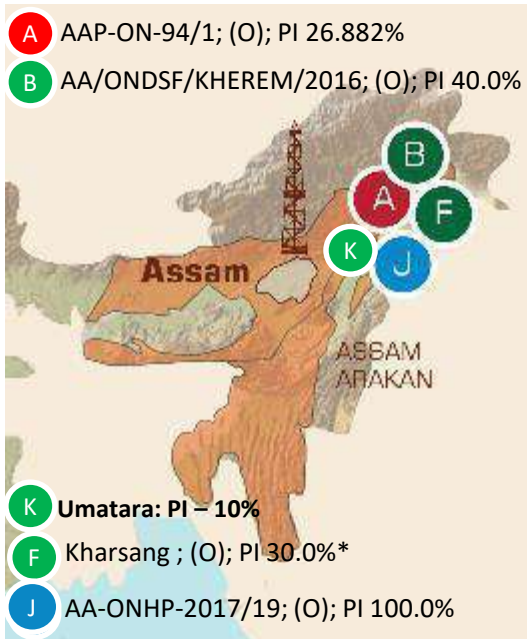 A AAP-ON-94/1; (O); PI 26.882%
B AA/ONDSF/KHEREM/2016; (O); PI 40.0%
B
A
F
K
J
Assam
ASSAM
ARAKAN
K Umatara: PI – 10%
F Kharsang ; (O); PI 30.0%*
J AA-ONHP-2017/19; (O); PI 100.0%